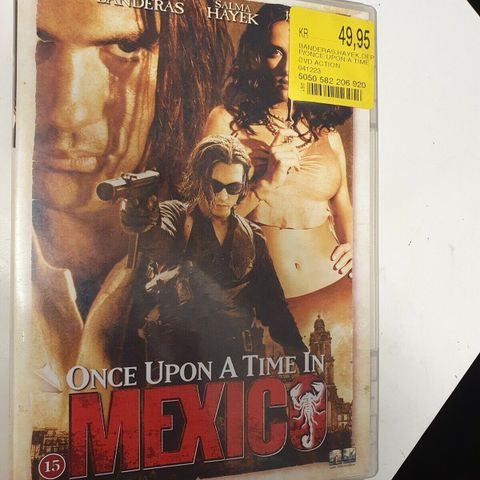 BANDERAS
SALMA
HAYEK
KR 49,95
BANDERAS,HAYEK,DEP
P/ONCE UPON A TIME
DVD ACTION
041223
5050 582 206 920
ONCE UPON A TIME IN
MEXICO
15